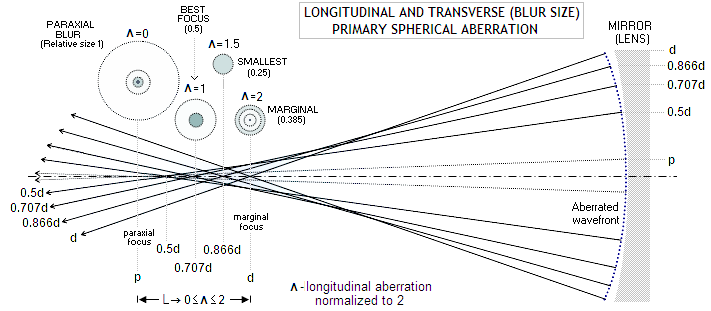 LONGITUDINAL AND TRANSVERSE (BLUR SIZE)
PRIMARY SPHERICAL ABERRATION
PARAXIAL
BLUR
(Relative size 1)
Λ=0
BEST
FOCUS
(0.5)
Λ=1.5
SMALLEST
(0.25)
Λ=1
Λ=2
MARGINAL
(0.385)
MIRROR
(LENS)
d
0.866d
0.707d
0.5d
p
Aberrated
wavefront
0.5d
0.707d
0.866d
d
paraxial
focus
0.5d
0.707d
0.866d
marginal
focus
p
d
L→ 0≤Λ≤2
Λ-longitudinal aberration
normalized to 2